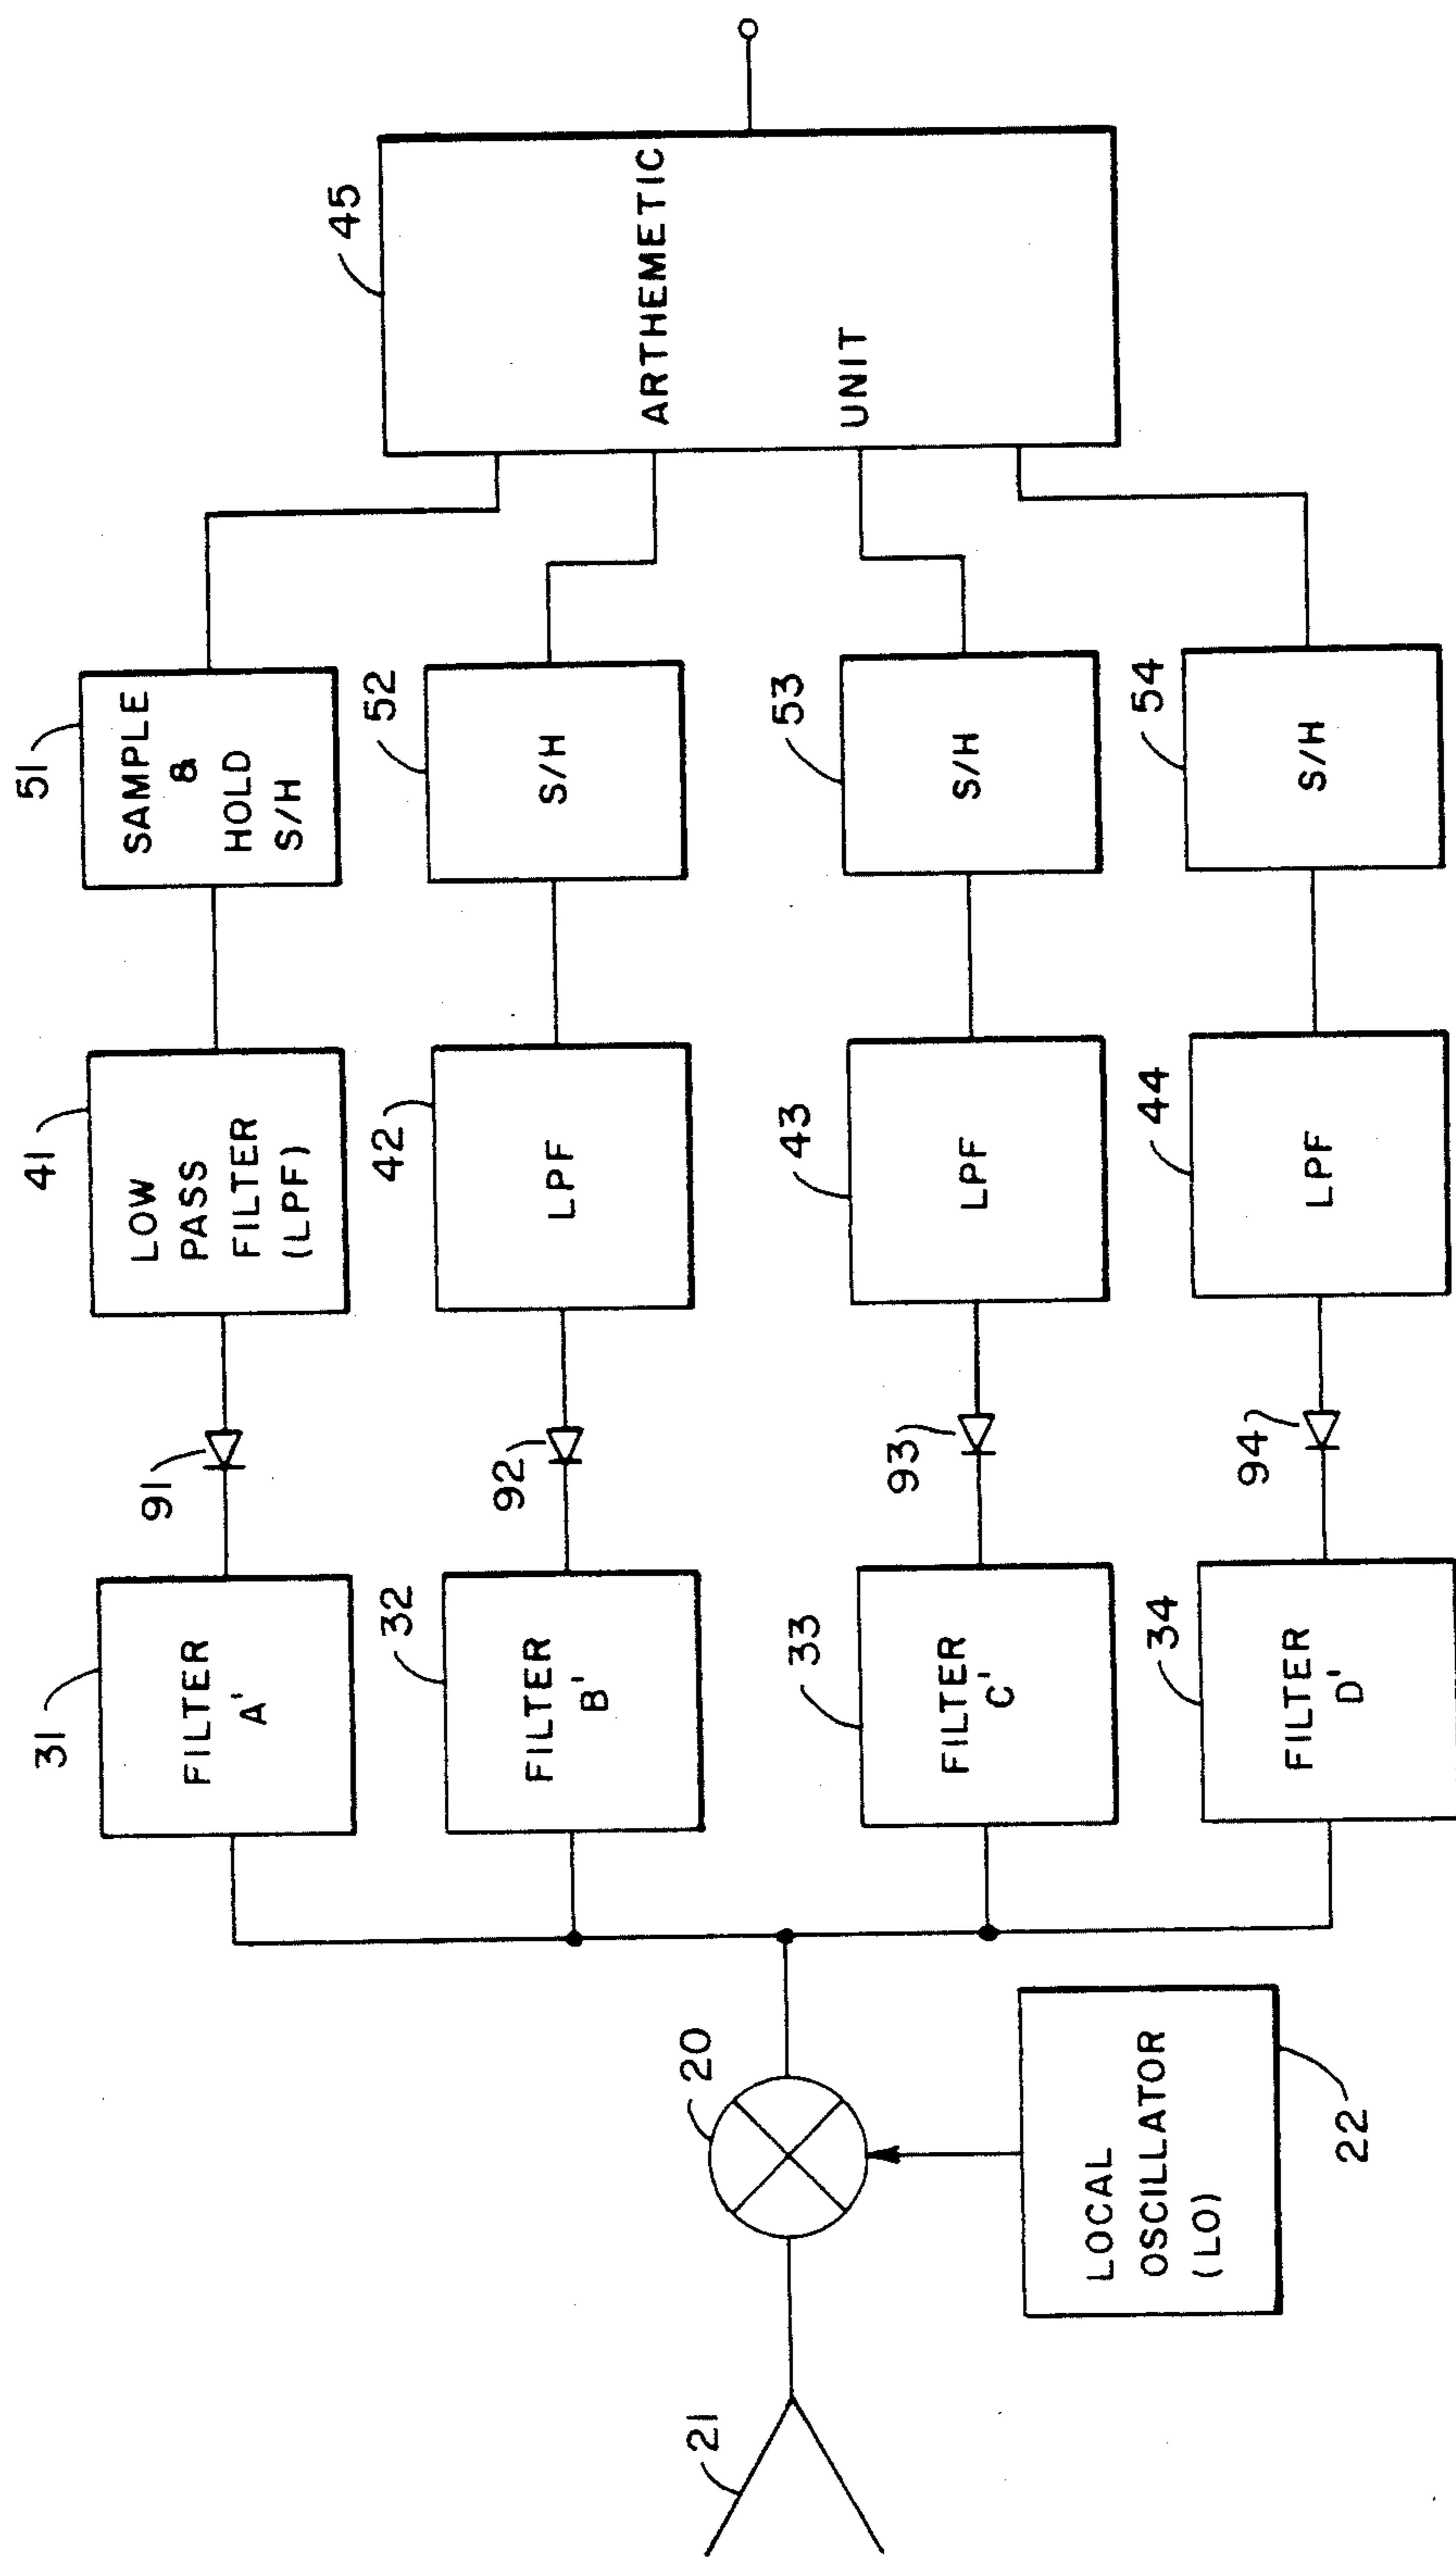 21
20
LOCAL
OSCILLATOR
(LO)
22
31
FILTER
A'
91
41
LOW
PASS
FILTER
(LPF)
51
SAMPLE
&
HOLD
S/H
32
FILTER
B'
92
42
LPF
52
S/H
33
FILTER
C'
93
43
LPF
53
S/H
34
FILTER
D'
94
44
LPF
54
S/H
45
ARTHEMETIC
UNIT